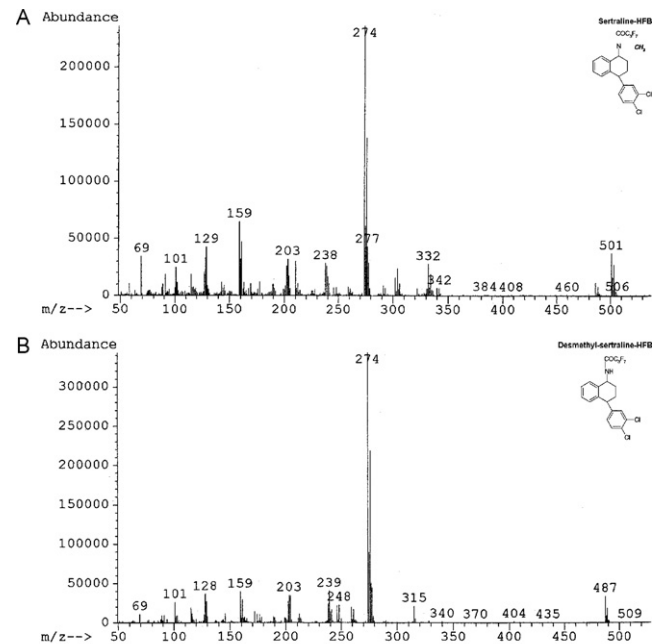 A Abundance
Sertraline-HFB
COC₃F₇
N CH₃
Cl
Cl
274
200000
150000
100000
50000
0
69
101
129
159
203
238
277
332
342
384
408
460
501
506
m/z-->
50 100 150 200 250 300 350 400 450 500
B Abundance
Desmethyl-sertraline-HFB
COC₃F₇
NH
Cl
Cl
274
300000
250000
200000
150000
100000
50000
0
69
101
128
159
203
239
248
315
340
370
404
435
487
509
m/z-->
50 100 150 200 250 300 350 400 450 500